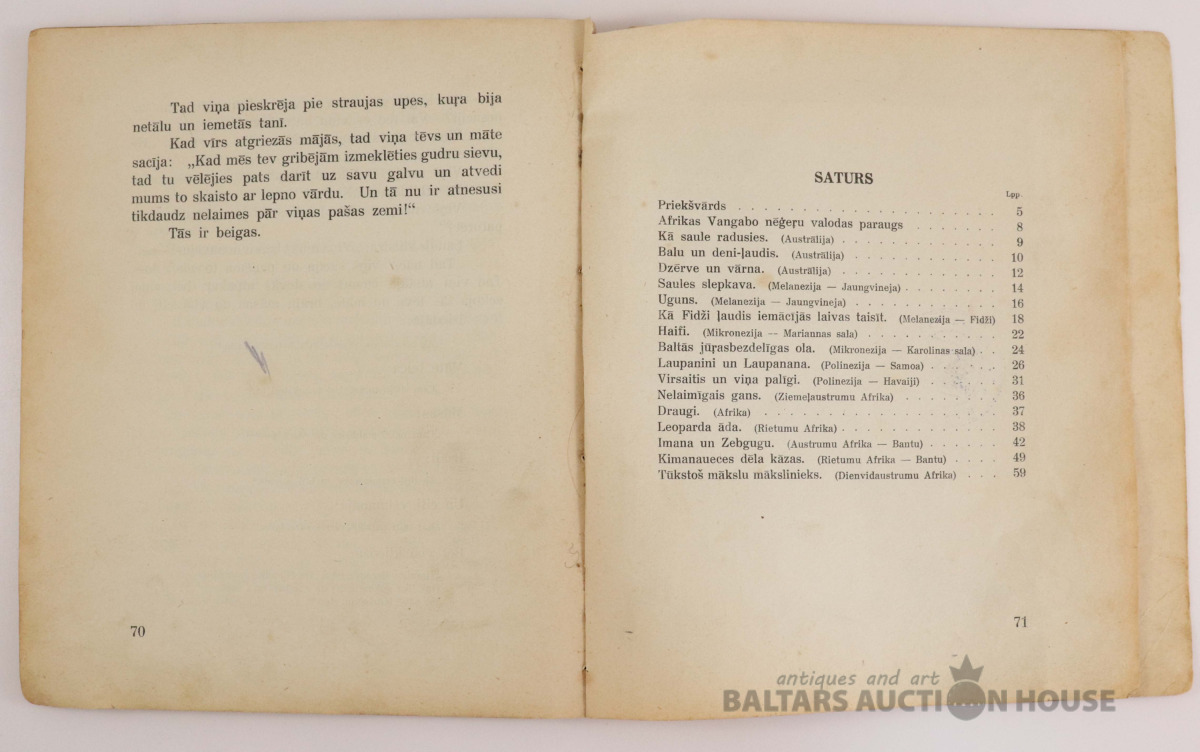 Tad viņa pieskrēja pie straujas upes, kuŗa bija
netālu un iemetās tanī.
Kad vīrs atgriezās mājās, tad viņa tēvs un māte
sacīja: „Kad mēs tev gribējām izmeklēties gudru sievu,
tad tu vēlējies pats darīt uz savu galvu un atvedi
mums to skaisto ar lepno vārdu. Un tā nu ir atnesusi
tikdaudz nelaimes pār viņas pašas zemi!“
Tās ir beigas.
70
SATURS
Lpp.
Priekšvārds . . . . . . . . . . . . . . . . . . . . 5
Afrikas Vangabo nēģeŗu valodas paraugs . . . . . . . 8
Kā saule radusies. (Austrālija) . . . . . . . . . . . 9
Balu un deni-ļaudis. (Austrālija) . . . . . . . . . . . 10
Dzērve un vārna. (Austrālija) . . . . . . . . . . . . 12
Saules slepkava. (Melanezija — Jaungvineja) . . . . . . . 14
Uguns. (Melanezija — Jaungvineja) . . . . . . . . . . . 16
Kā Fidži ļaudis iemācījās laivas taisīt. (Melanezija — Fidži) 18
Haifi. (Mikronezija — Mariannas sala) . . . . . . . . . . 22
Baltās jūrasbezdelīgas ola. (Mikronezija — Karolinas sala) . . 24
Laupanini un Laupanana. (Polinezija — Samoa) . . . . . 26
Virsaitis un viņa palīgi. (Polinezija — Havaiji) . . . . . 31
Nelaimīgais gans. (Ziemeļaustrumu Afrika) . . . . . . . . 36
Draugi. (Afrika) . . . . . . . . . . . . . . . . . . 37
Leoparda āda. (Rietumu Afrika) . . . . . . . . . . . . 38
Imana un Zebgugu. (Austrumu Afrika — Bantu) . . . . . 42
Kimanaueces dēla kāzas. (Rietumu Afrika — Bantu) . . . . 49
Tūkstoš mākslu mākslinieks. (Dienvidaustrumu Afrika) . . . 59
71
antiques and art
BALTARS AUCTION HOUSE